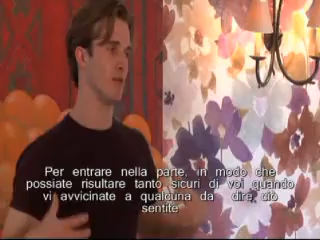 Per entrare nella parte, in modo che
possiate risultare tanto sicuri di voi quando
vi avvicinate a qualcuna da dire ciò
sentite